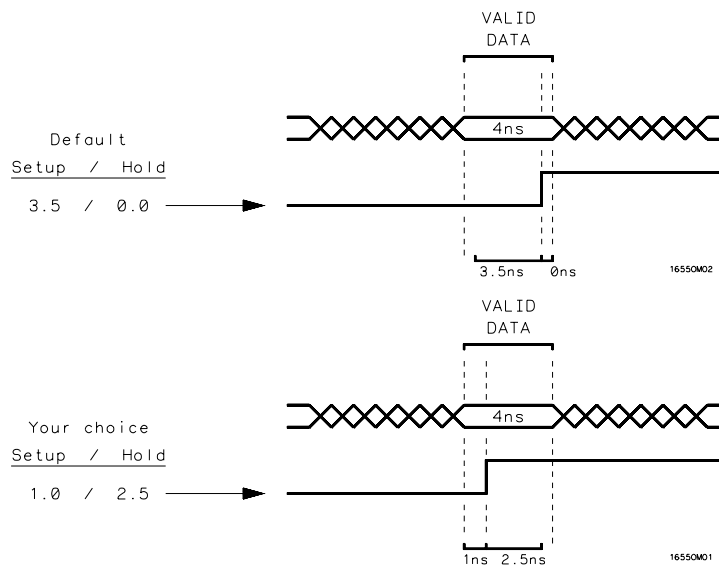 VALID
DATA
4ns
Default
Setup / Hold
3.5 / 0.0
3.5ns 0ns
16550M02
VALID
DATA
4ns
Your choice
Setup / Hold
1.0 / 2.5
1ns 2.5ns
16550M01